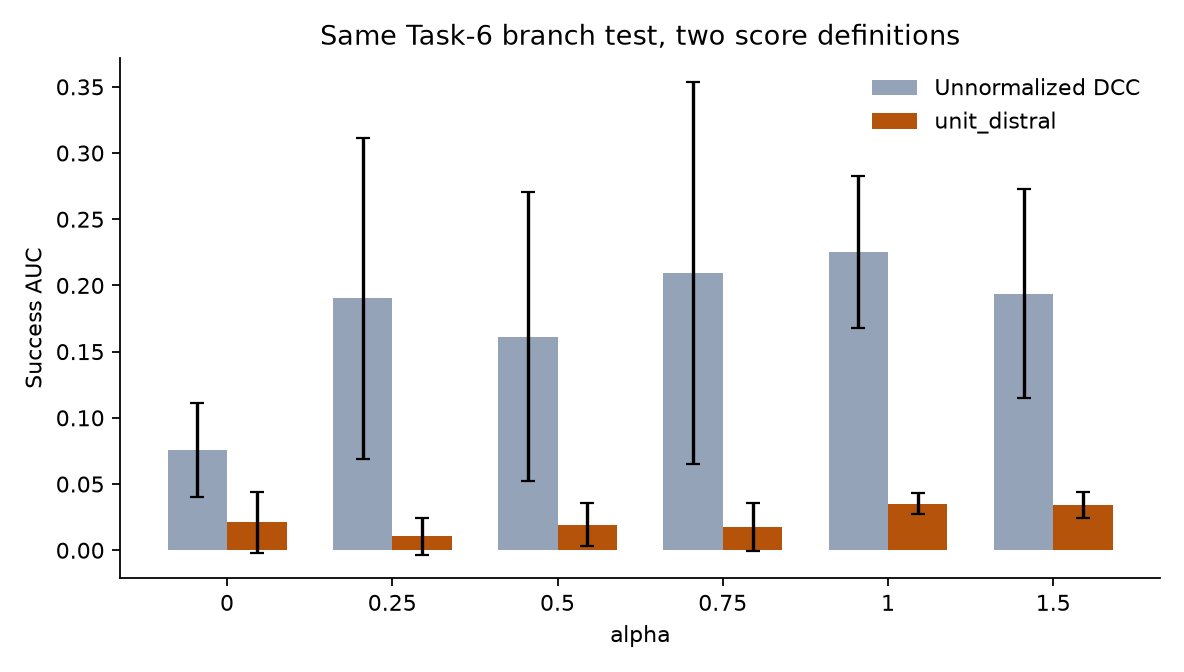 Same Task-6 branch test, two score definitions
Unnormalized DCC
unit_distral
Success AUC
0.35
0.30
0.25
0.20
0.15
0.10
0.05
0.00
0
0.25
0.5
0.75
1
1.5
alpha